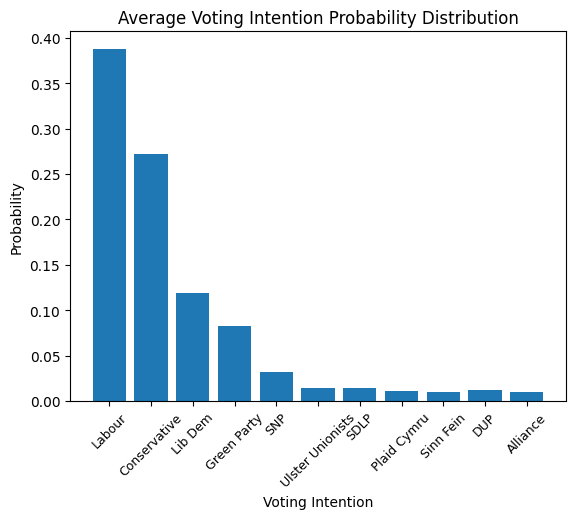 Average Voting Intention Probability Distribution
0.40
0.35
0.30
0.25
0.20
0.15
0.10
0.05
0.00
Probability
Labour
Conservative
Lib Dem
Green Party
SNP
Ulster Unionists
SDLP
Plaid Cymru
Sinn Fein
DUP
Alliance
Voting Intention